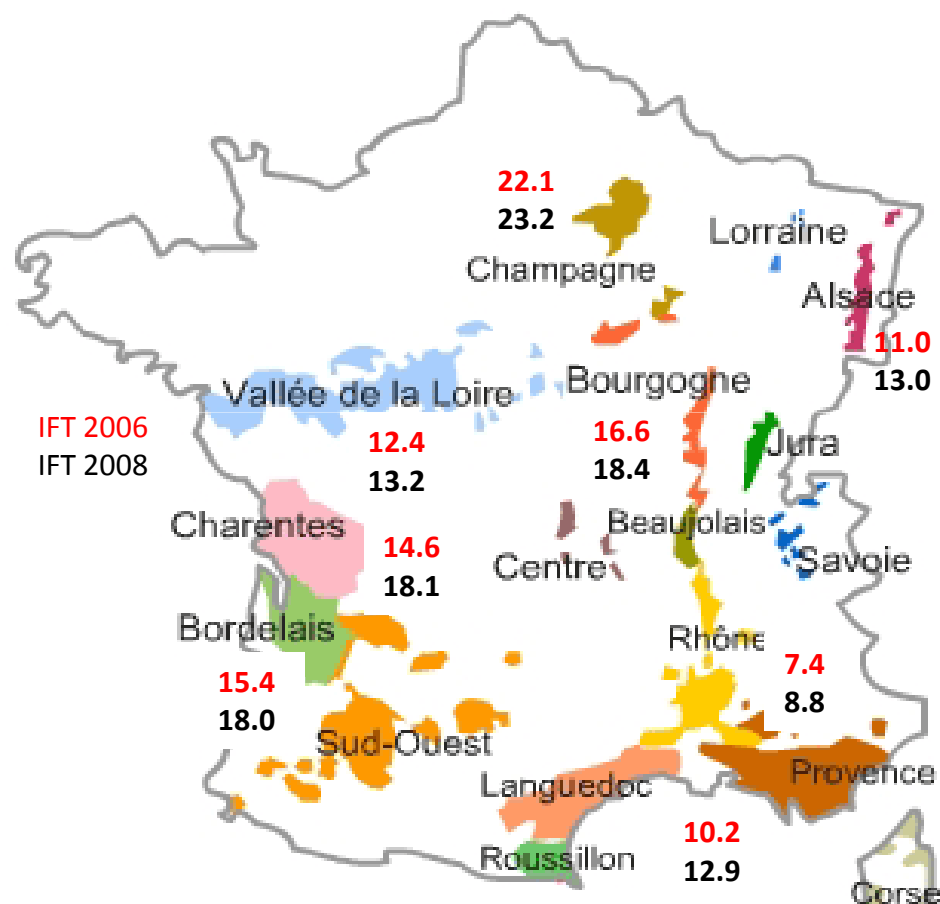 22.1
23.2
Champagne
Lorraine
Alsace
11.0
13.0
Vallée de la Loire
Bourgogne
IFT 2006
IFT 2008
12.4
13.2
16.6
18.4
Jura
Charentes
14.6
18.1
Centre
Beaujolais
Savoie
Bordelais
15.4
18.0
Rhône
7.4
8.8
Sud-Ouest
Languedoc
Provence
Roussillon
10.2
12.9
Corse